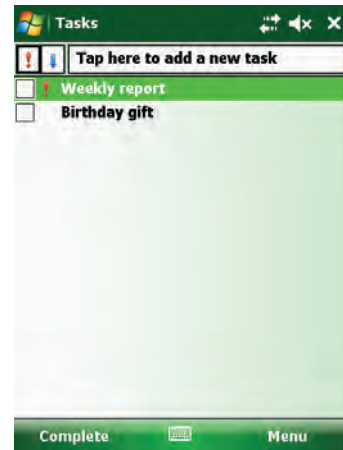 Tasks
Tap here to add a new task
Weekly report
Birthday gift
Complete
Menu